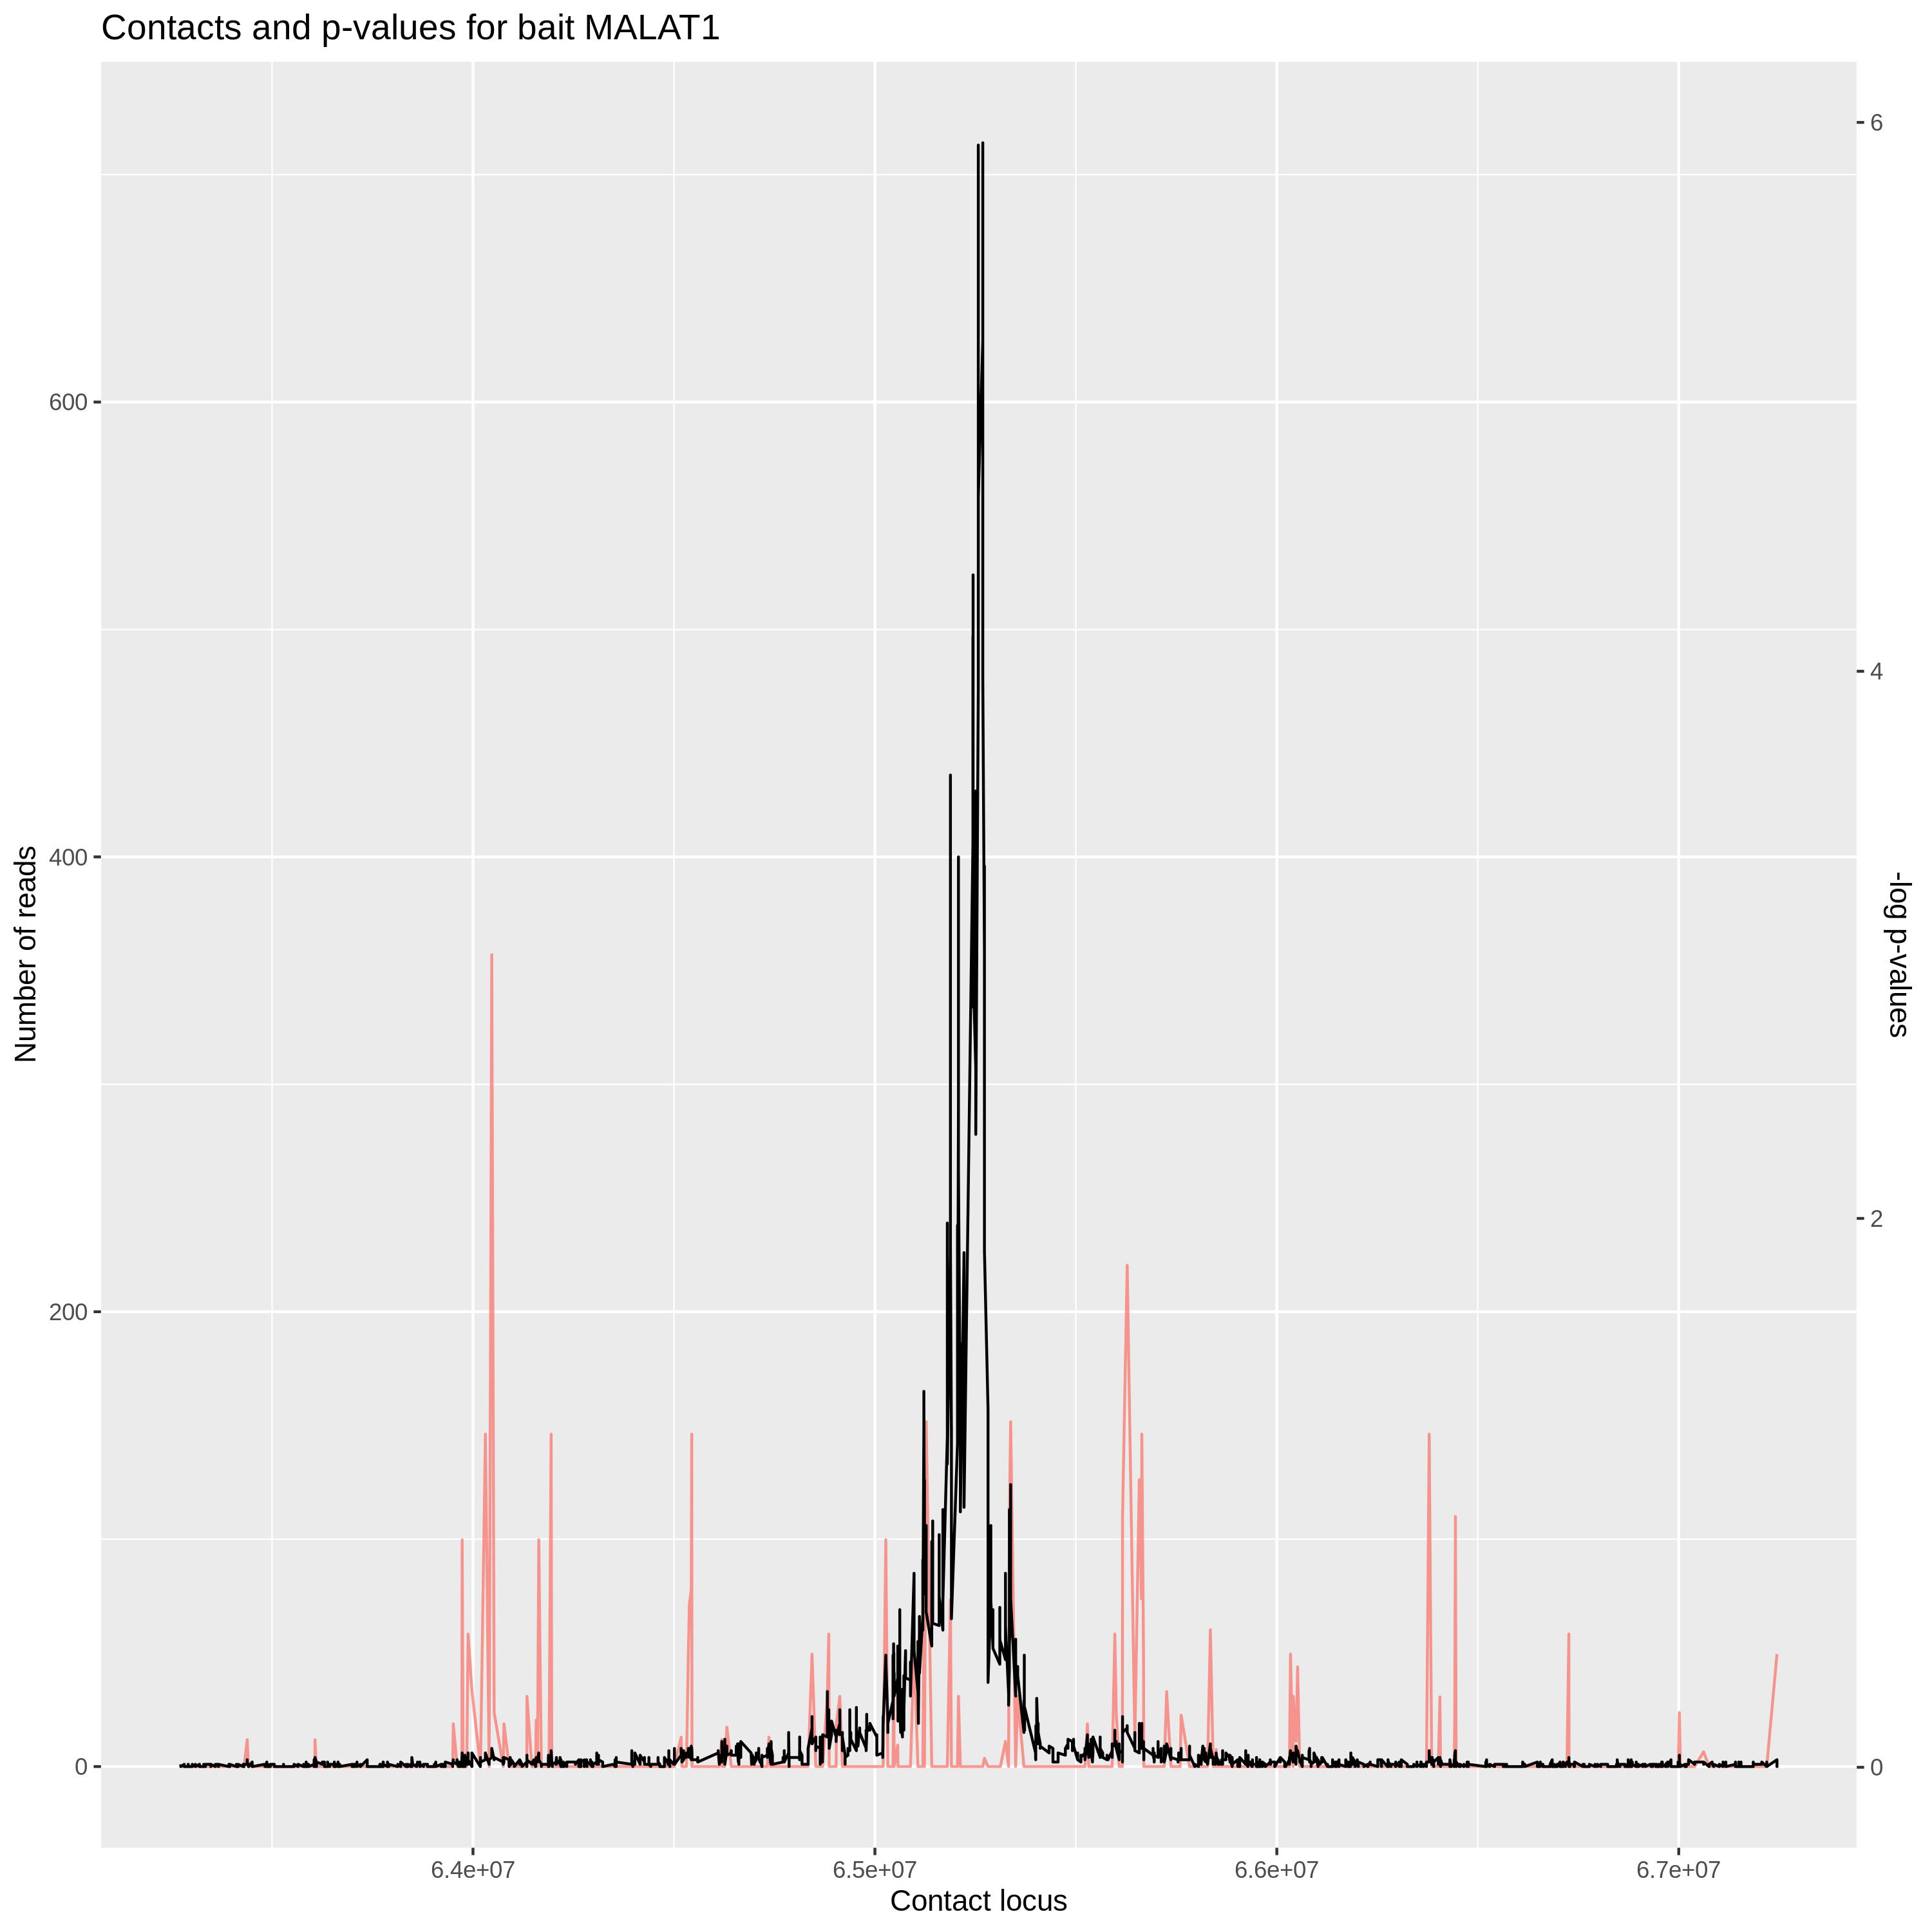 Contacts and p-values for bait MALAT1
6
600
4
400
Number of reads
-log p-values
2
200
0
0
6.4e+07 6.5e+07 6.6e+07 6.7e+07
Contact locus